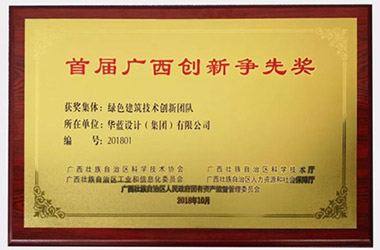 首届广西创新争先奖
获奖集体：绿色建筑技术创新团队
所在单位：华蓝设计（集团）有限公司
编 号：201801
广西壮族自治区科学技术协会 广西壮族自治区科学技术厅
广西壮族自治区工业和信息化委员会 广西壮族自治区人力资源和社会保障厅
广西壮族自治区人民政府国有资产监督管理委员会
2018年10月